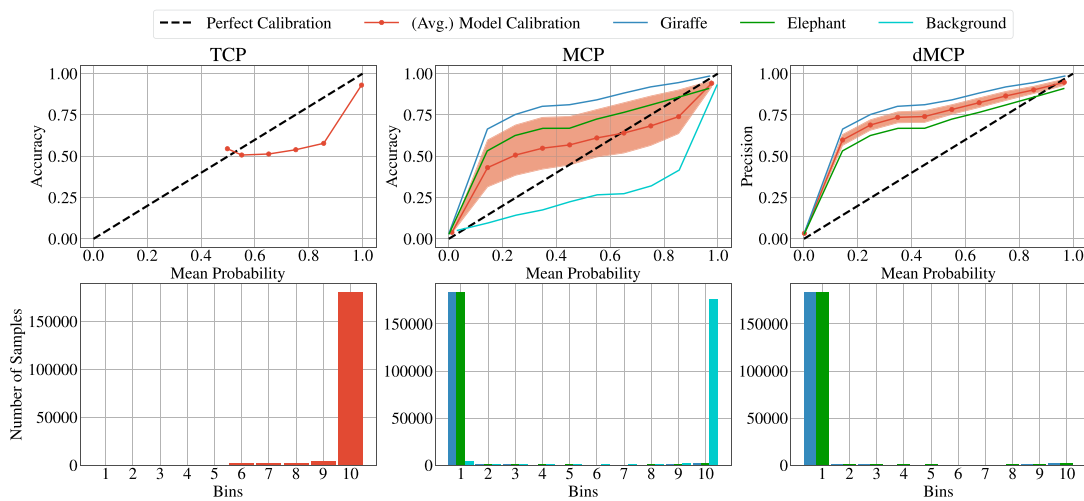 Perfect Calibration (Avg.) Model Calibration Giraffe Elephant Background
TCP MCP dMCP
Accuracy
1.00
0.75
0.50
0.25
0.00
0.0 0.2 0.4 0.6 0.8 1.0
Mean Probability
Accuracy
1.00
0.75
0.50
0.25
0.00
0.0 0.2 0.4 0.6 0.8 1.0
Mean Probability
Precision
1.00
0.75
0.50
0.25
0.00
0.0 0.2 0.4 0.6 0.8 1.0
Mean Probability
Number of Samples
150000
100000
50000
0
1 2 3 4 5 6 7 8 9 10
Bins
150000
100000
50000
0
1 2 3 4 5 6 7 8 9 10
Bins
150000
100000
50000
0
1 2 3 4 5 6 7 8 9 10
Bins